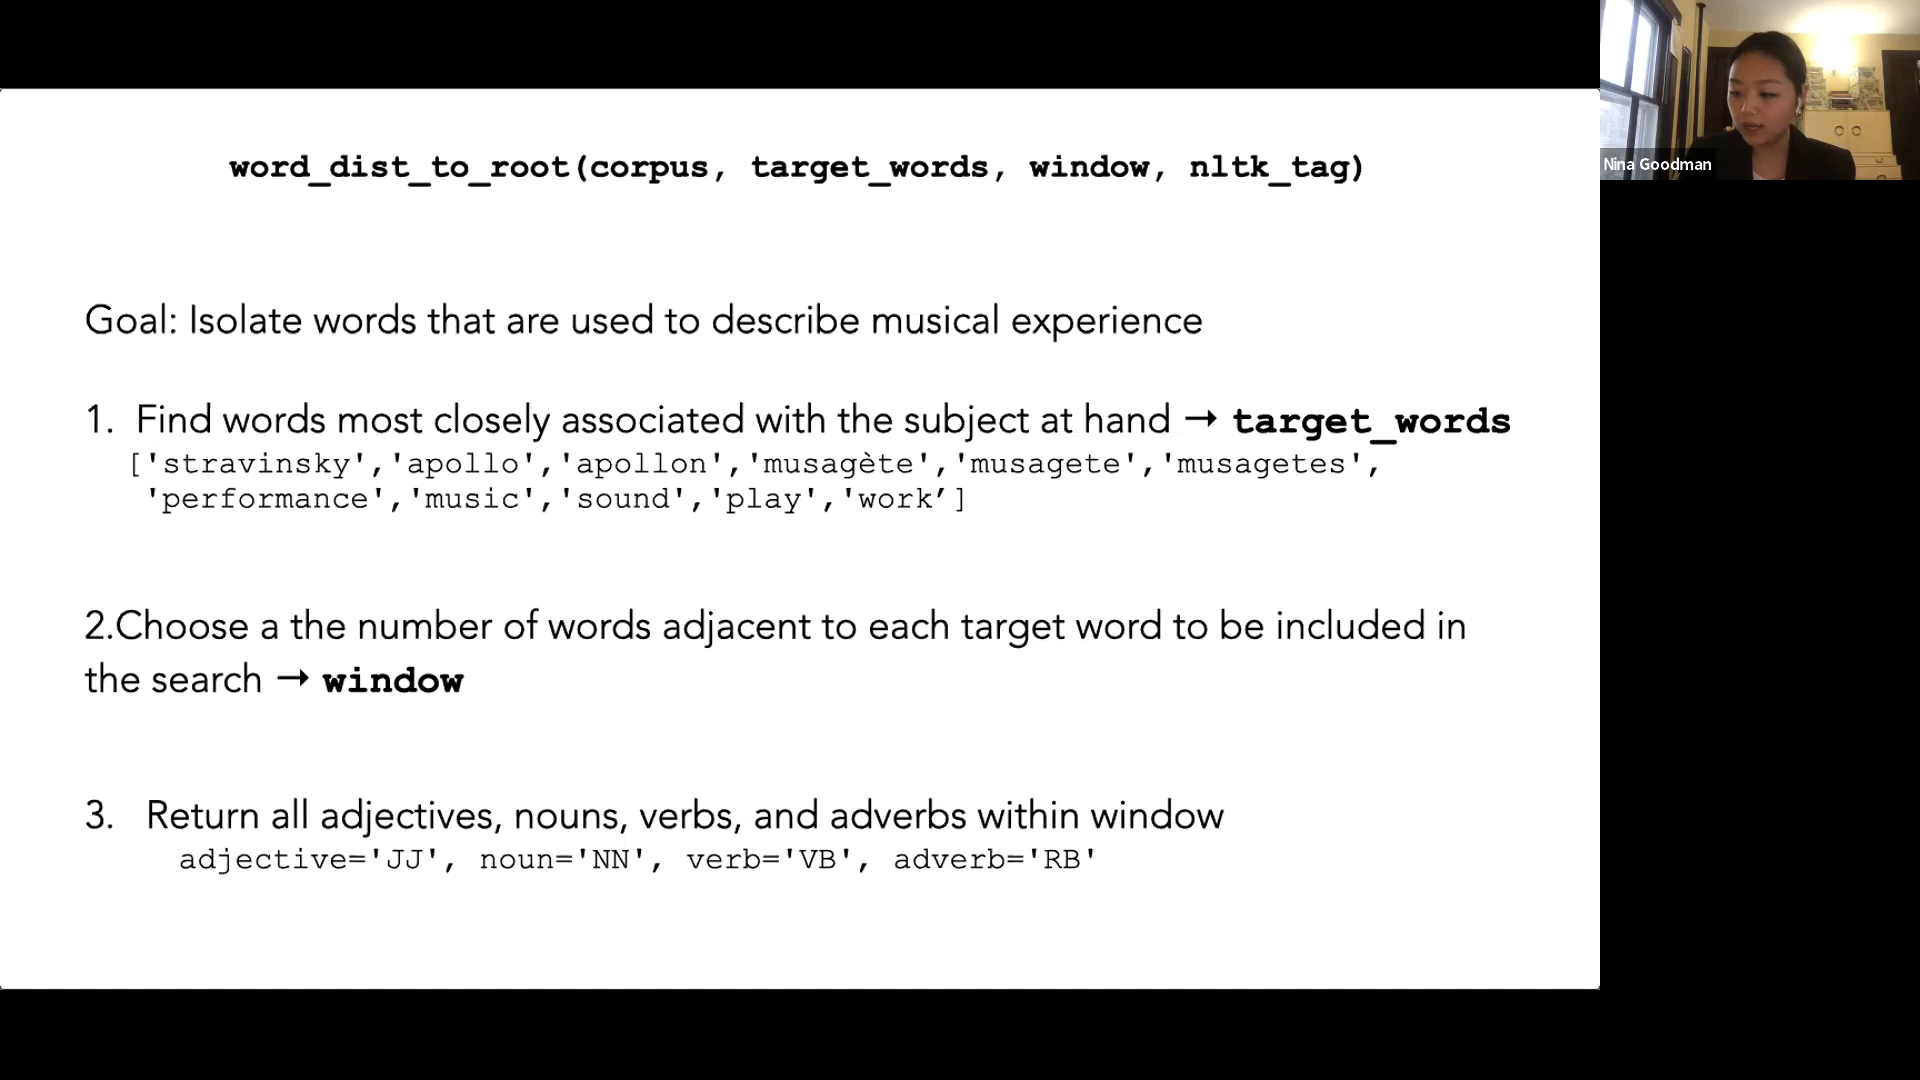 word_dist_to_root(corpus, target_words, window, nltk_tag)
Nina Goodman
Goal: Isolate words that are used to describe musical experience
1. Find words most closely associated with the subject at hand → target_words
['stravinsky','apollo','apollon','musagète','musagete','musagetes',
'performance','music','sound','play','work’]
2.Choose a the number of words adjacent to each target word to be included in
the search → window
3. Return all adjectives, nouns, verbs, and adverbs within window
adjective='JJ', noun='NN', verb='VB', adverb='RB'